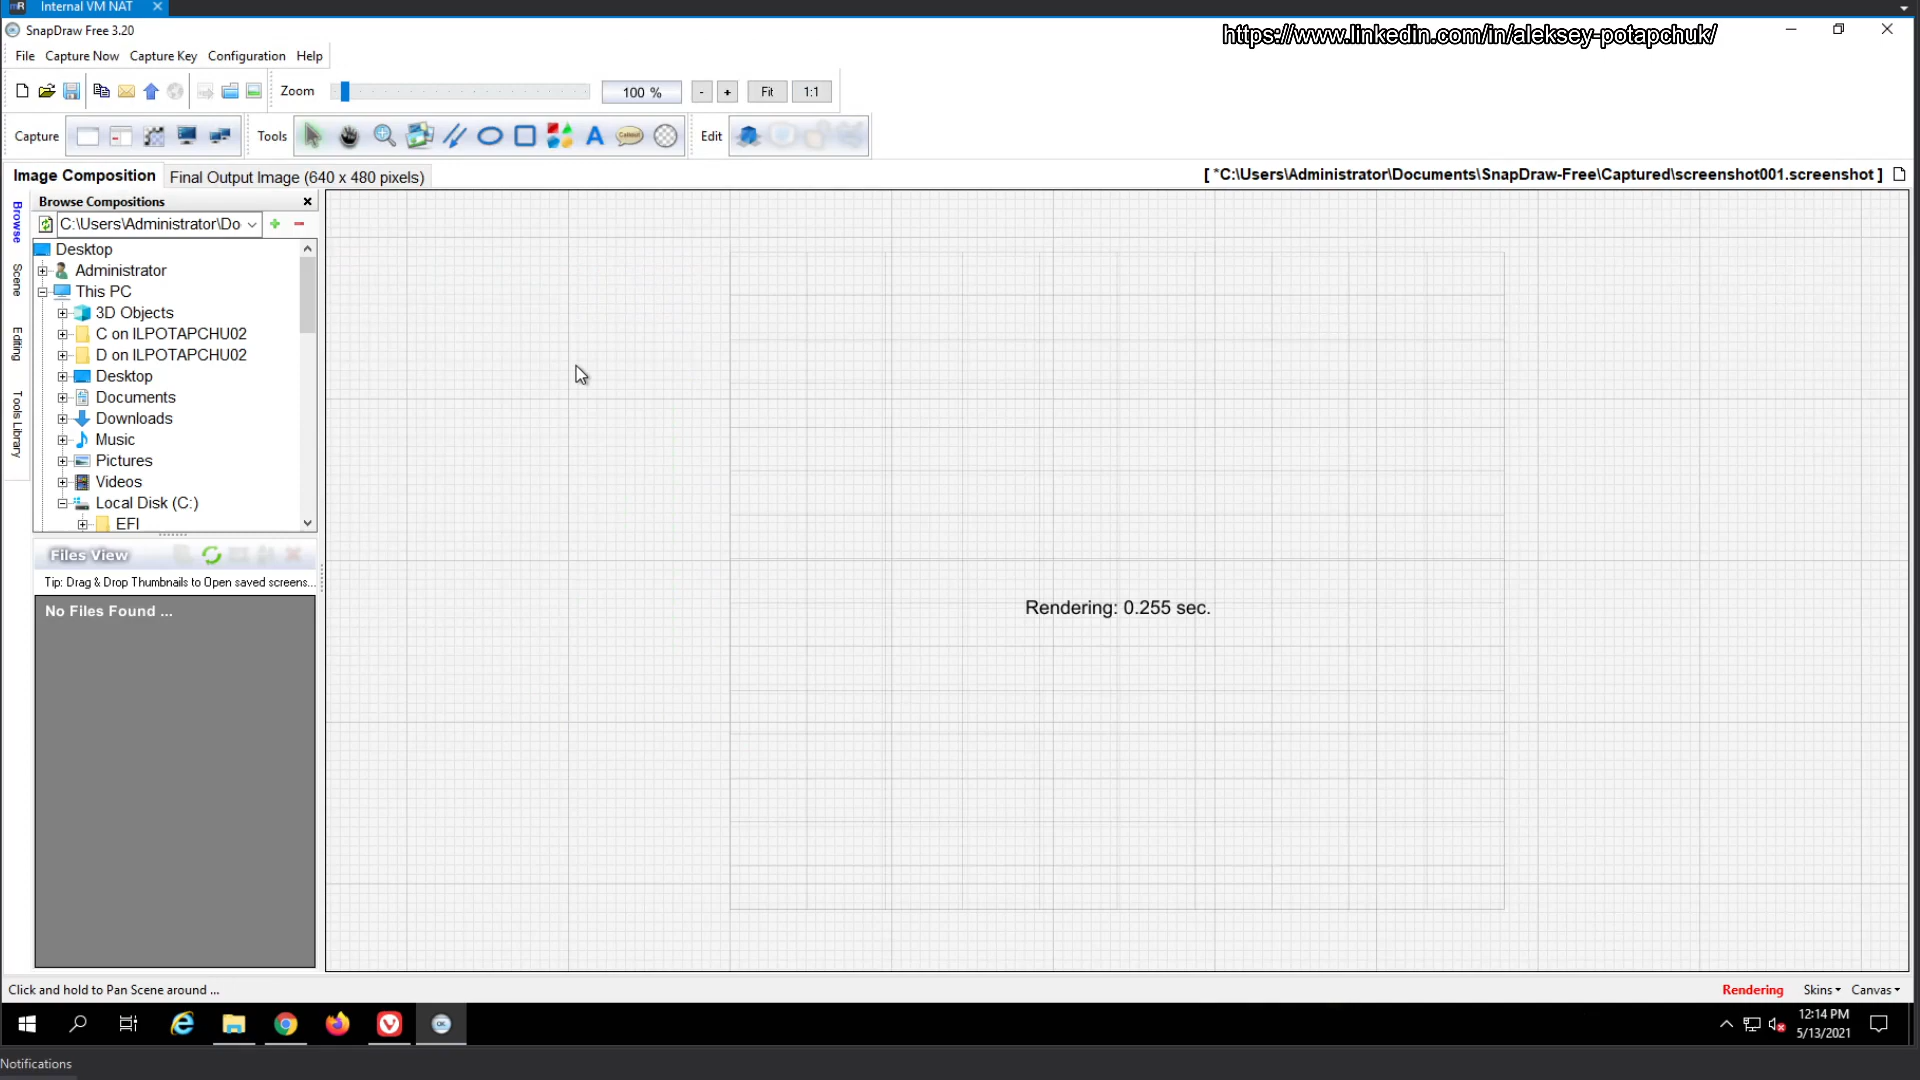 Internal VM NAT
SnapDraw Free 3.20
https://www.linkedin.com/in/aleksey-potapchuk/
File Capture Now Capture Key Configuration Help
Zoom 100 % - + Fit 1:1
Capture Tools A Callout Edit
Image Composition Final Output Image (640 x 480 pixels) [ *C:\Users\Administrator\Documents\SnapDraw-Free\Captured\screenshot001.screenshot ]
Browse Compositions
Browse
C:\Users\Administrator\Do
Desktop
Administrator
Scene
This PC
3D Objects
C on ILPOTAPCHU02
Editing
D on ILPOTAPCHU02
Desktop
Documents
Tools Library
Downloads
Music
Pictures
Videos
Local Disk (C:)
EFI
Files View
Tip: Drag & Drop Thumbnails to Open saved screens...
No Files Found ...
Rendering: 0.255 sec.
Click and hold to Pan Scene around ... Rendering Skins Canvas
12:14 PM
5/13/2021
Notifications